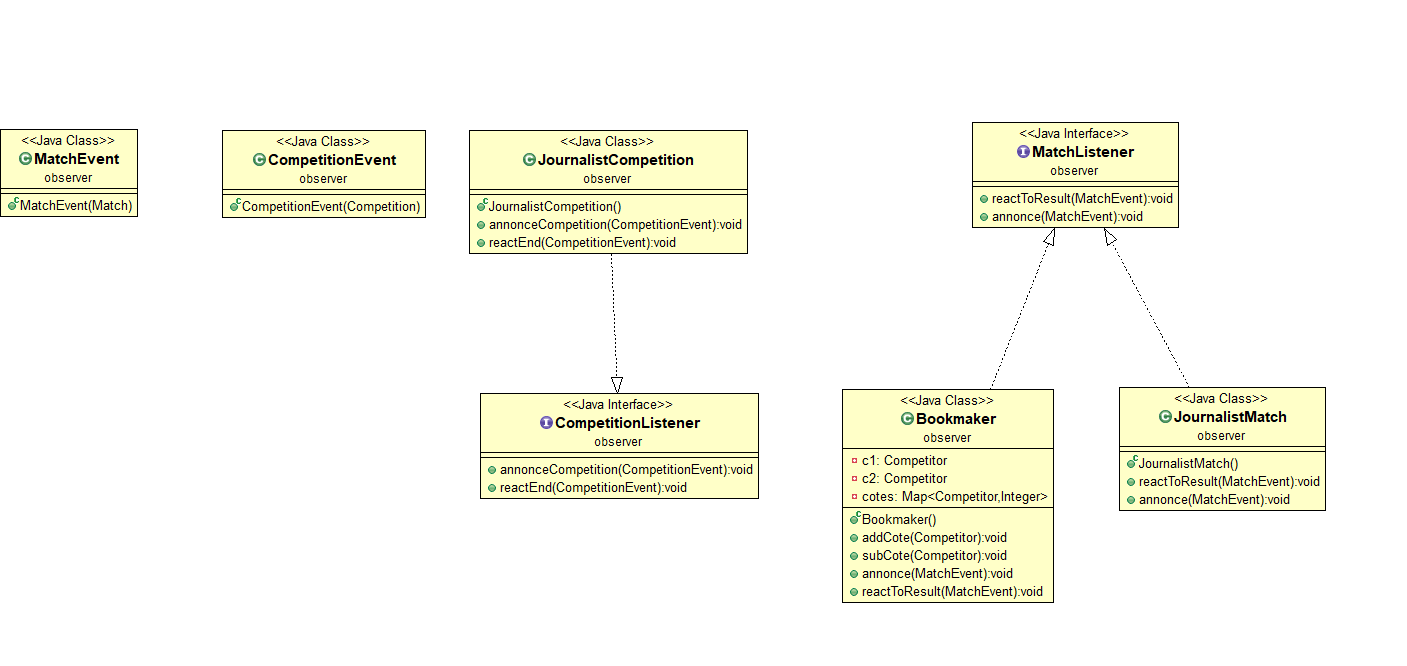 <<Java Class>>
MatchEvent
observer
MatchEvent(Match)
<<Java Class>>
CompetitionEvent
observer
CompetitionEvent(Competition)
<<Java Class>>
JournalistCompetition
observer
JournalistCompetition()
annonceCompetition(CompetitionEvent):void
reactEnd(CompetitionEvent):void
<<Java Interface>>
MatchListener
observer
reactToResult(MatchEvent):void
annonce(MatchEvent):void
<<Java Interface>>
CompetitionListener
observer
annonceCompetition(CompetitionEvent):void
reactEnd(CompetitionEvent):void
<<Java Class>>
Bookmaker
observer
c1: Competitor
c2: Competitor
cotes: Map<Competitor,Integer>
Bookmaker()
addCote(Competitor):void
subCote(Competitor):void
annonce(MatchEvent):void
reactToResult(MatchEvent):void
<<Java Class>>
JournalistMatch
observer
JournalistMatch()
reactToResult(MatchEvent):void
annonce(MatchEvent):void